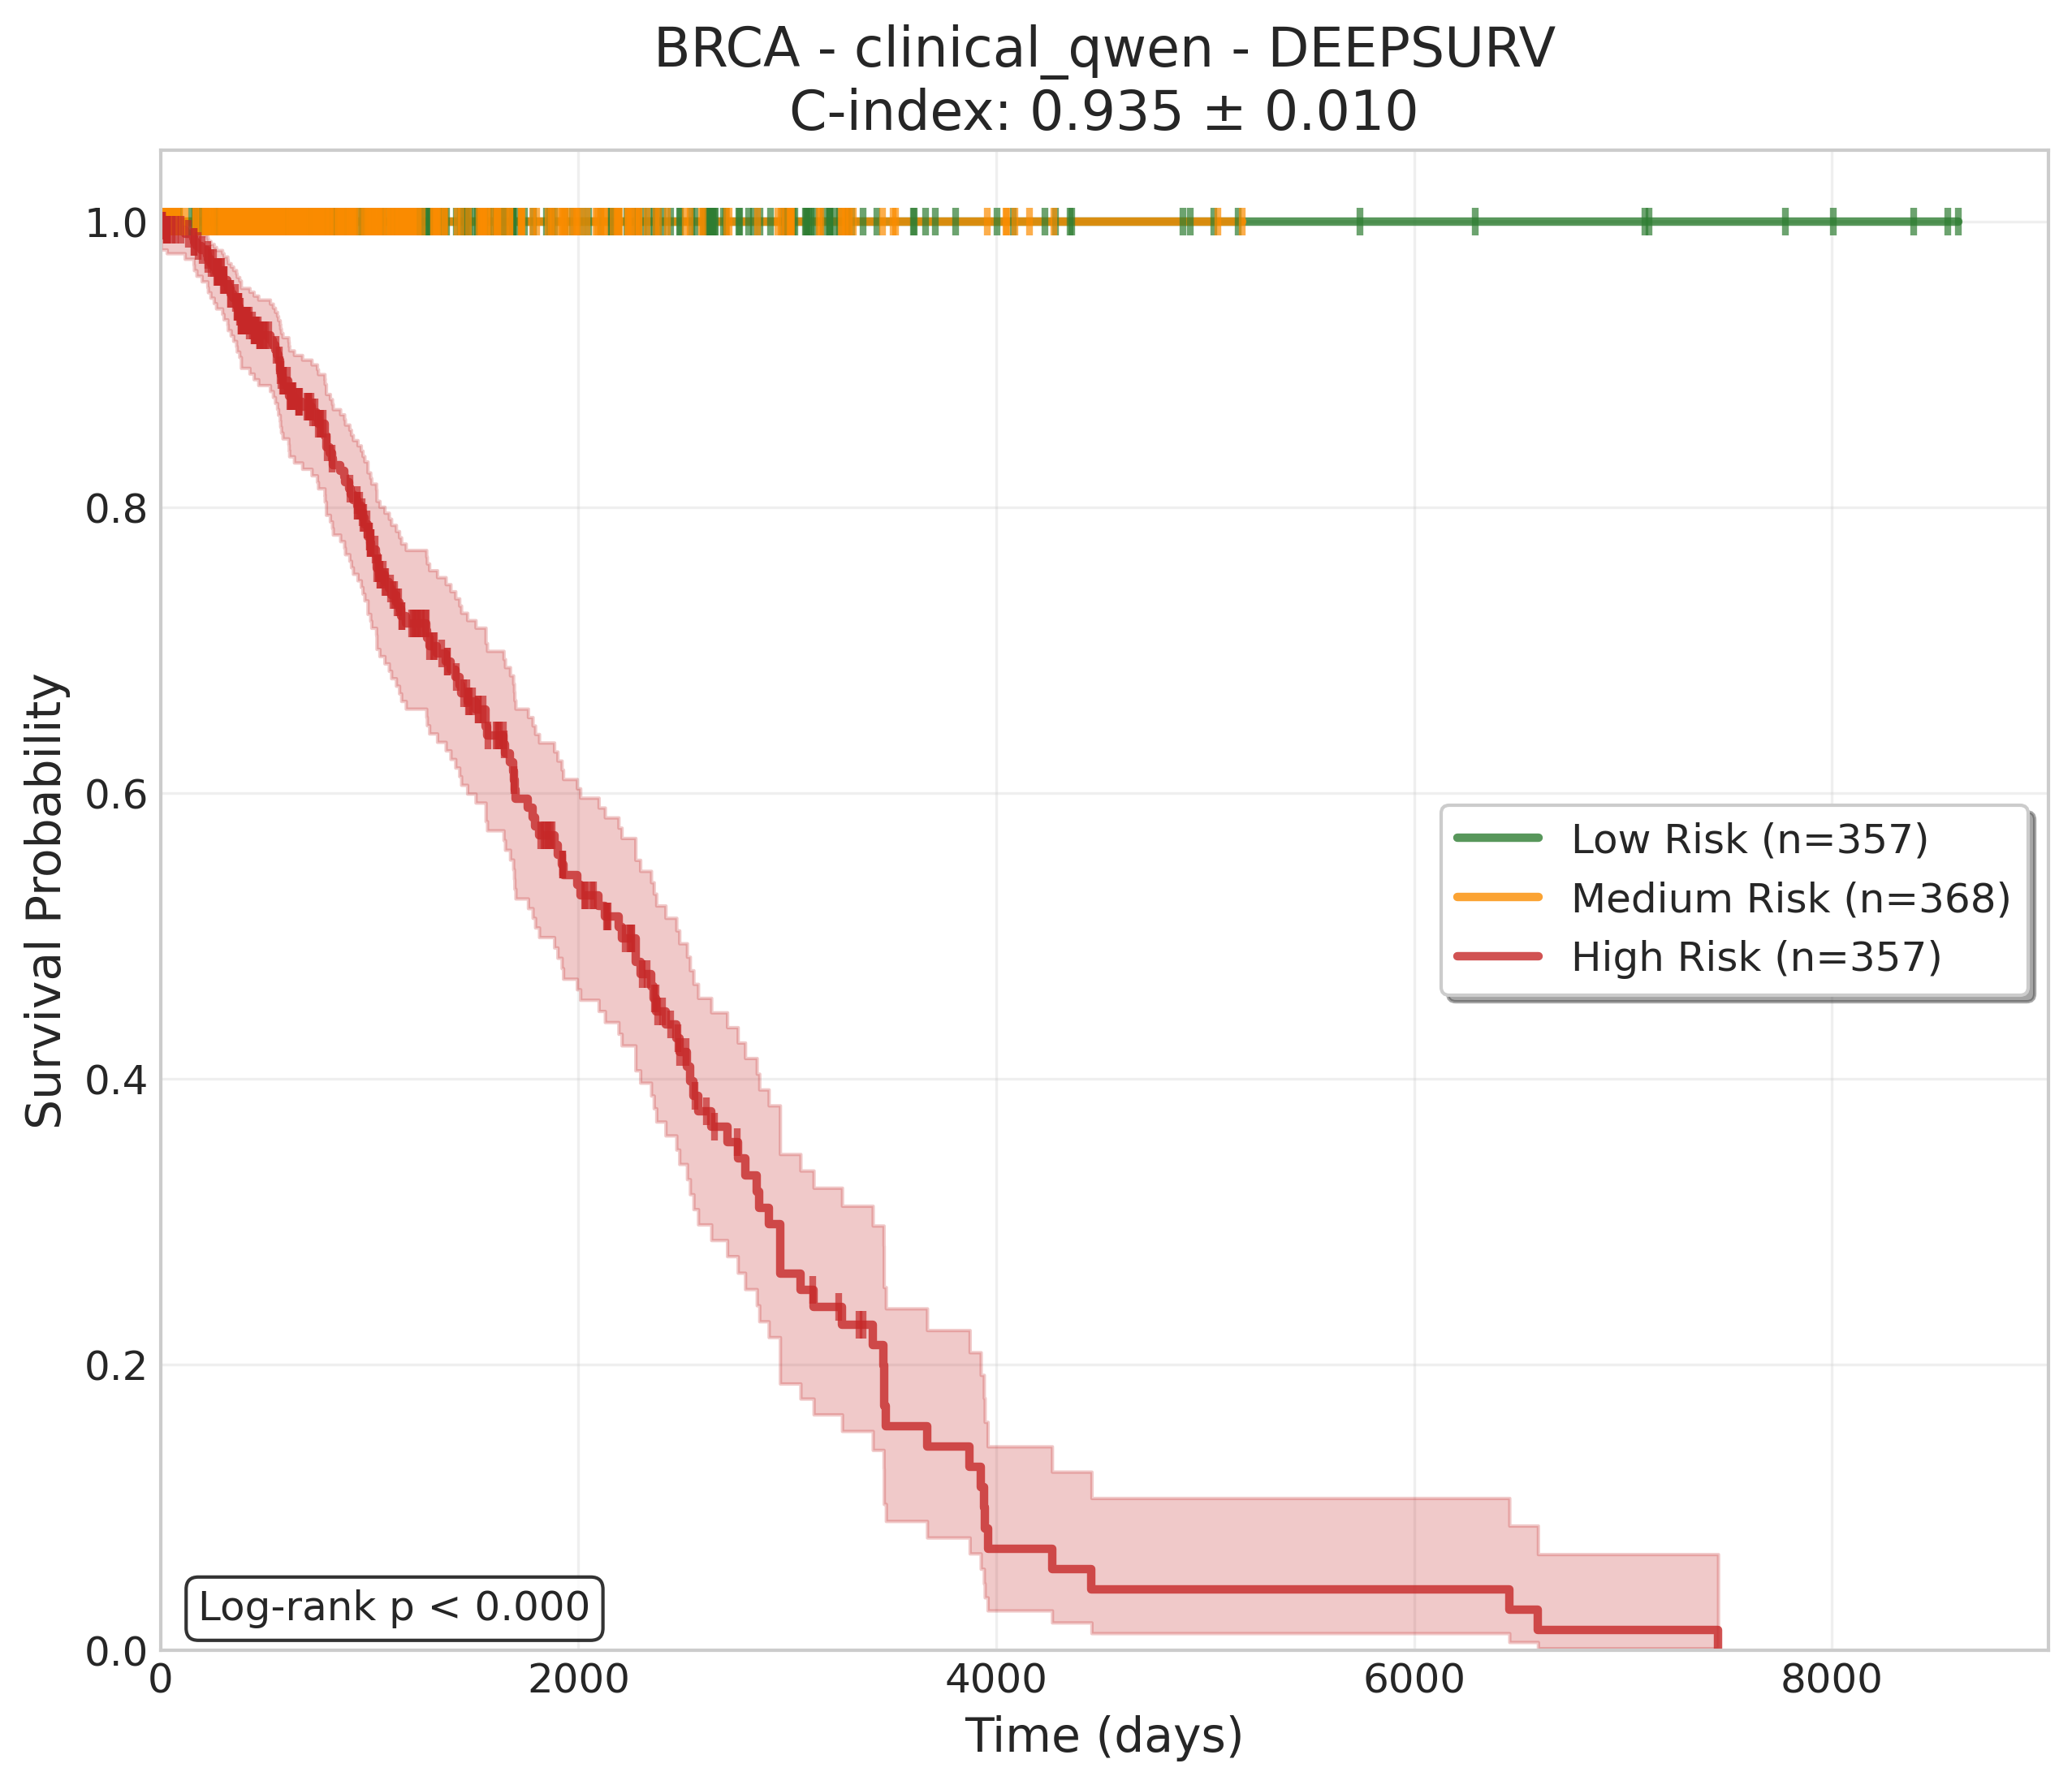 BRCA - clinical_qwen - DEEPSURV
C-index: 0.935 ± 0.010
Survival Probability
1.0
0.8
0.6
0.4
0.2
0.0
Low Risk (n=357)
Medium Risk (n=368)
High Risk (n=357)
Log-rank p < 0.000
0
2000
4000
6000
8000
Time (days)